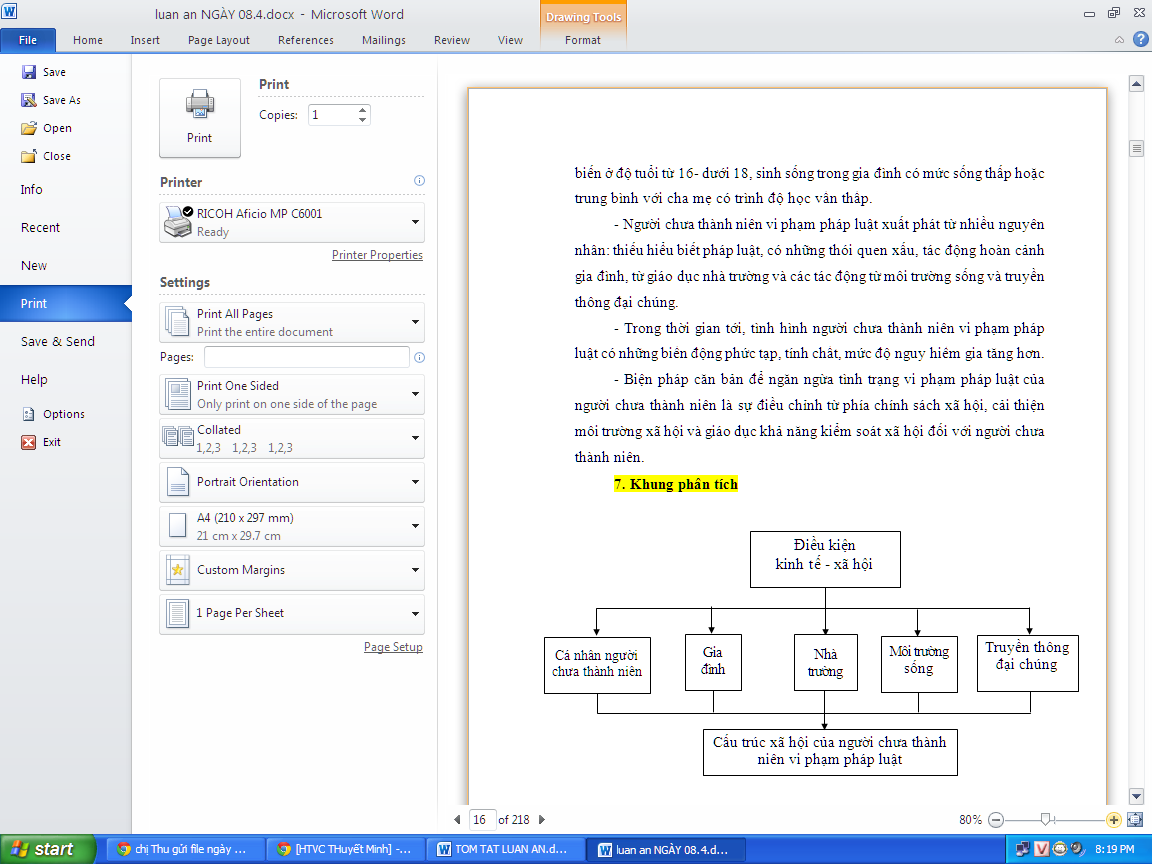 luan an NGÀY 08.4.docx - Microsoft Word
Drawing Tools
File Home Insert Page Layout References Mailings Review View Format
Save
Save As
Open
Close
Info
Recent
New
Print
Save & Send
Help
Options
Exit
Print
Print
Copies: 1
Printer
RICOH Aficio MP C6001
Ready
Printer Properties
Settings
Print All Pages
Print the entire document
Pages:
Print One Sided
Only print on one side of the page
Collated
1,2,3 1,2,3 1,2,3
Portrait Orientation
A4 (210 x 297 mm)
21 cm x 29.7 cm
Custom Margins
1 Page Per Sheet
Page Setup
biến ở độ tuổi từ 16- dưới 18, sinh sống trong gia đình có mức sống thấp hoặc
trung bình với cha mẹ có trình độ học vấn thấp.
- Người chưa thành niên vi phạm pháp luật xuất phát từ nhiều nguyên
nhân: thiếu hiểu biết pháp luật, có những thói quen xấu, tác động hoàn cảnh
gia đình, từ giáo dục nhà trường và các tác động từ môi trường sống và truyền
thông đại chúng.
- Trong thời gian tới, tình hình người chưa thành niên vi phạm pháp
luật có những biến động phức tạp, tính chất, mức độ nguy hiểm gia tăng hơn.
- Biện pháp căn bản để ngăn ngừa tình trạng vi phạm pháp luật của
người chưa thành niên là sự điều chỉnh từ phía chính sách xã hội, cải thiện
môi trường xã hội và giáo dục khả năng kiểm soát xã hội đối với người chưa
thành niên.
7. Khung phân tích
Điều kiện
kinh tế - xã hội
Cá nhân người
chưa thành niên
Gia
đình
Nhà
trường
Môi trường
sống
Truyền thông
đại chúng
Cấu trúc xã hội của người chưa thành
niên vi phạm pháp luật
16 of 218
80%
start
chị Thu gửi file ngày ...
[HTVC THuyết Minh] -...
TOM TAT LUAN AN.d...
luan an NGÀY 08.4.d...
8:19 PM